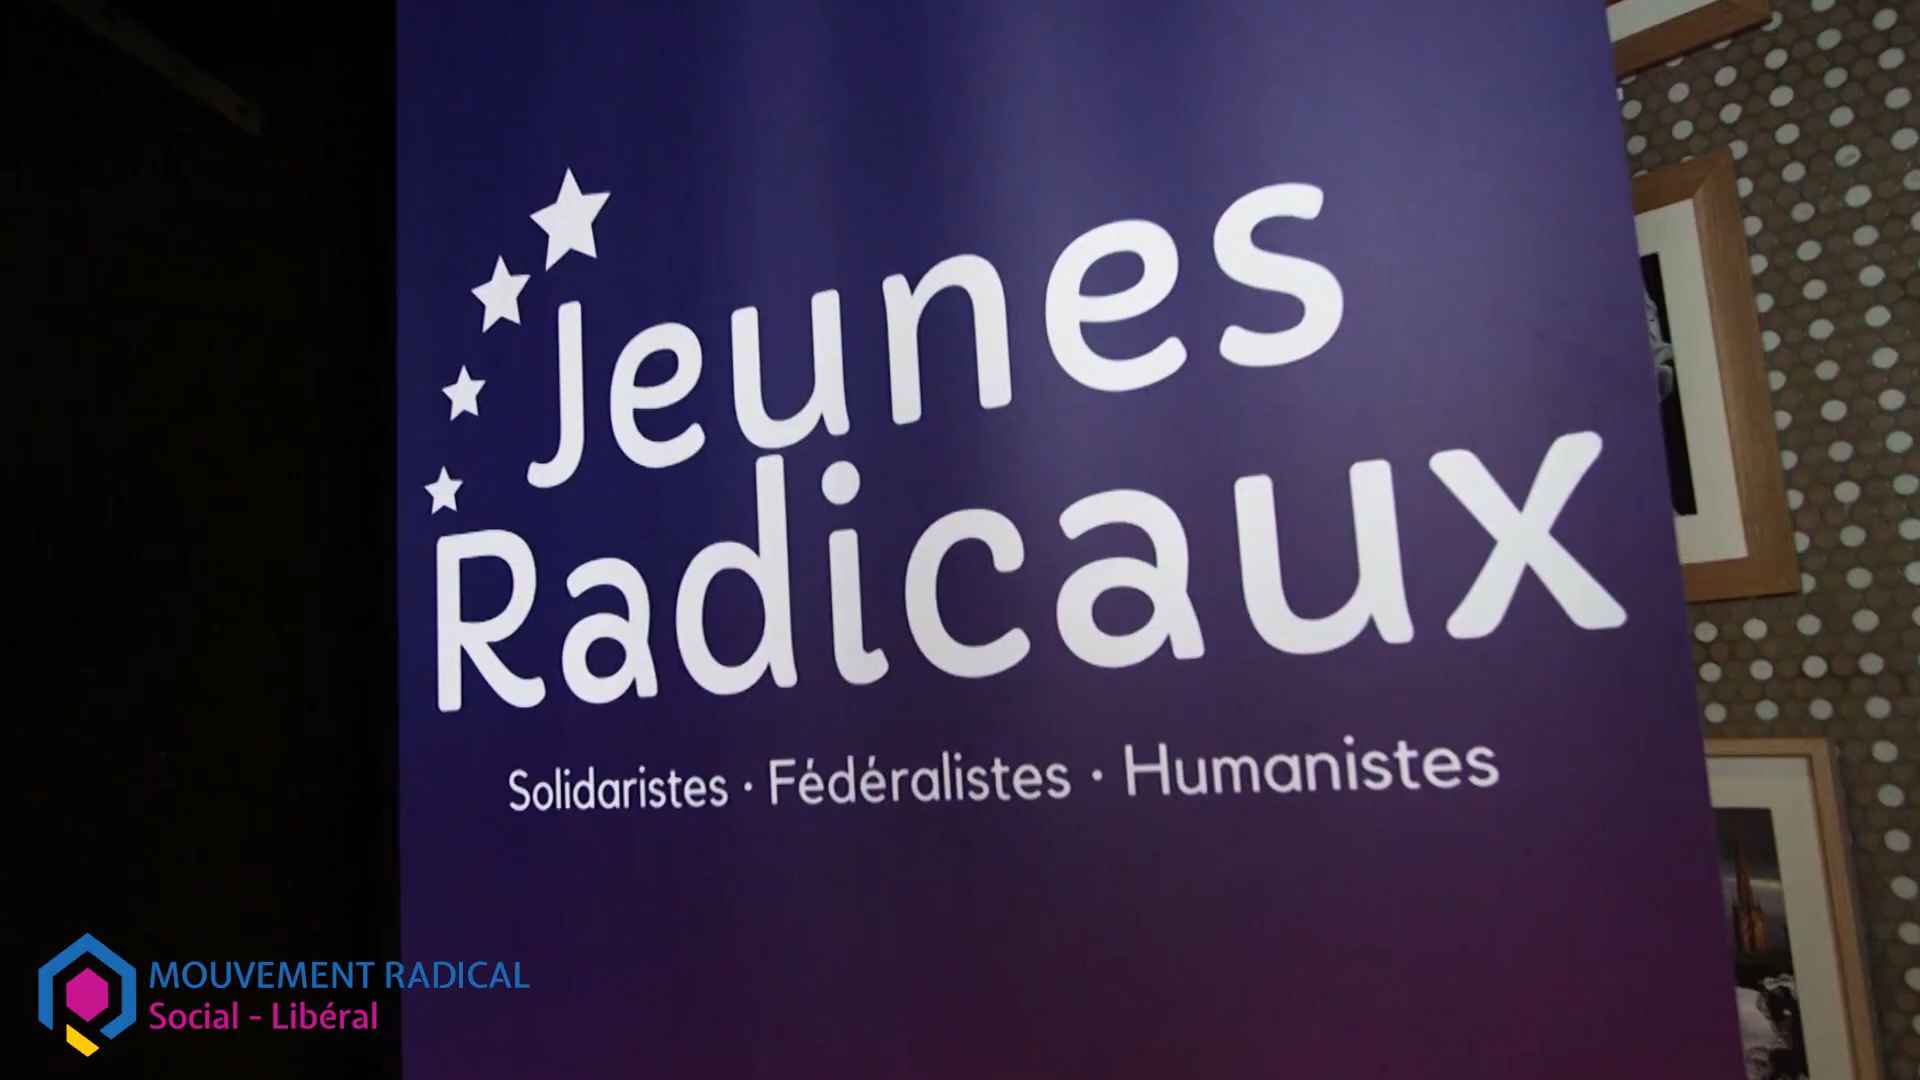 Jeunes
Radicaux
Solidaristes · Fédéralistes · Humanistes
MOUVEMENT RADICAL
Social - Libéral